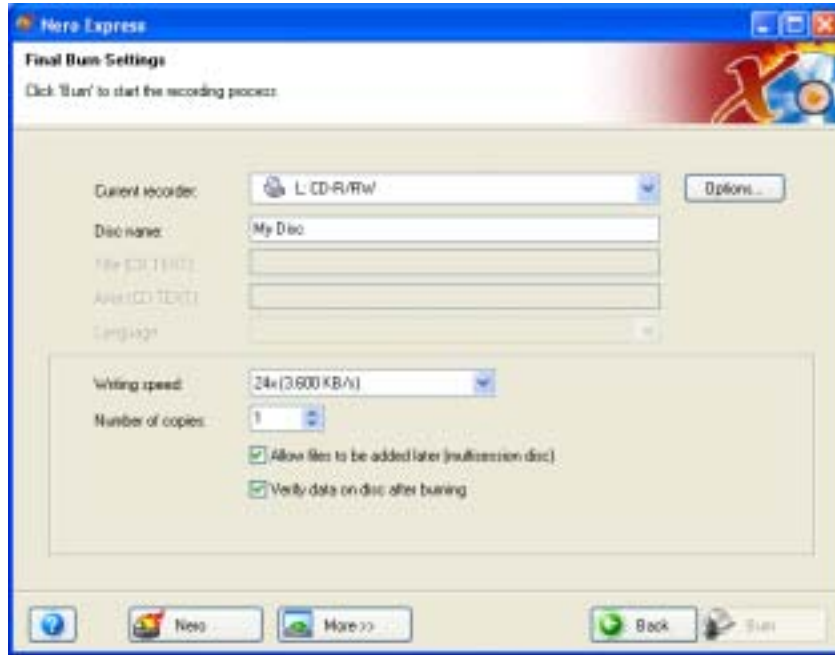 Nero Express
Final Burn Settings
Click 'Burn' to start the recording process
Current recorder:
L: CD-R/RW
Options...
Disc name:
My Disc
Title (CD TEXT):
Artist (CD TEXT):
Language
Writing speed:
24x (3.600 KB/s)
Number of copies:
1
Allow files to be added later (multisession disc)
Verify data on disc after burning
Nero
More >>
Back
Burn